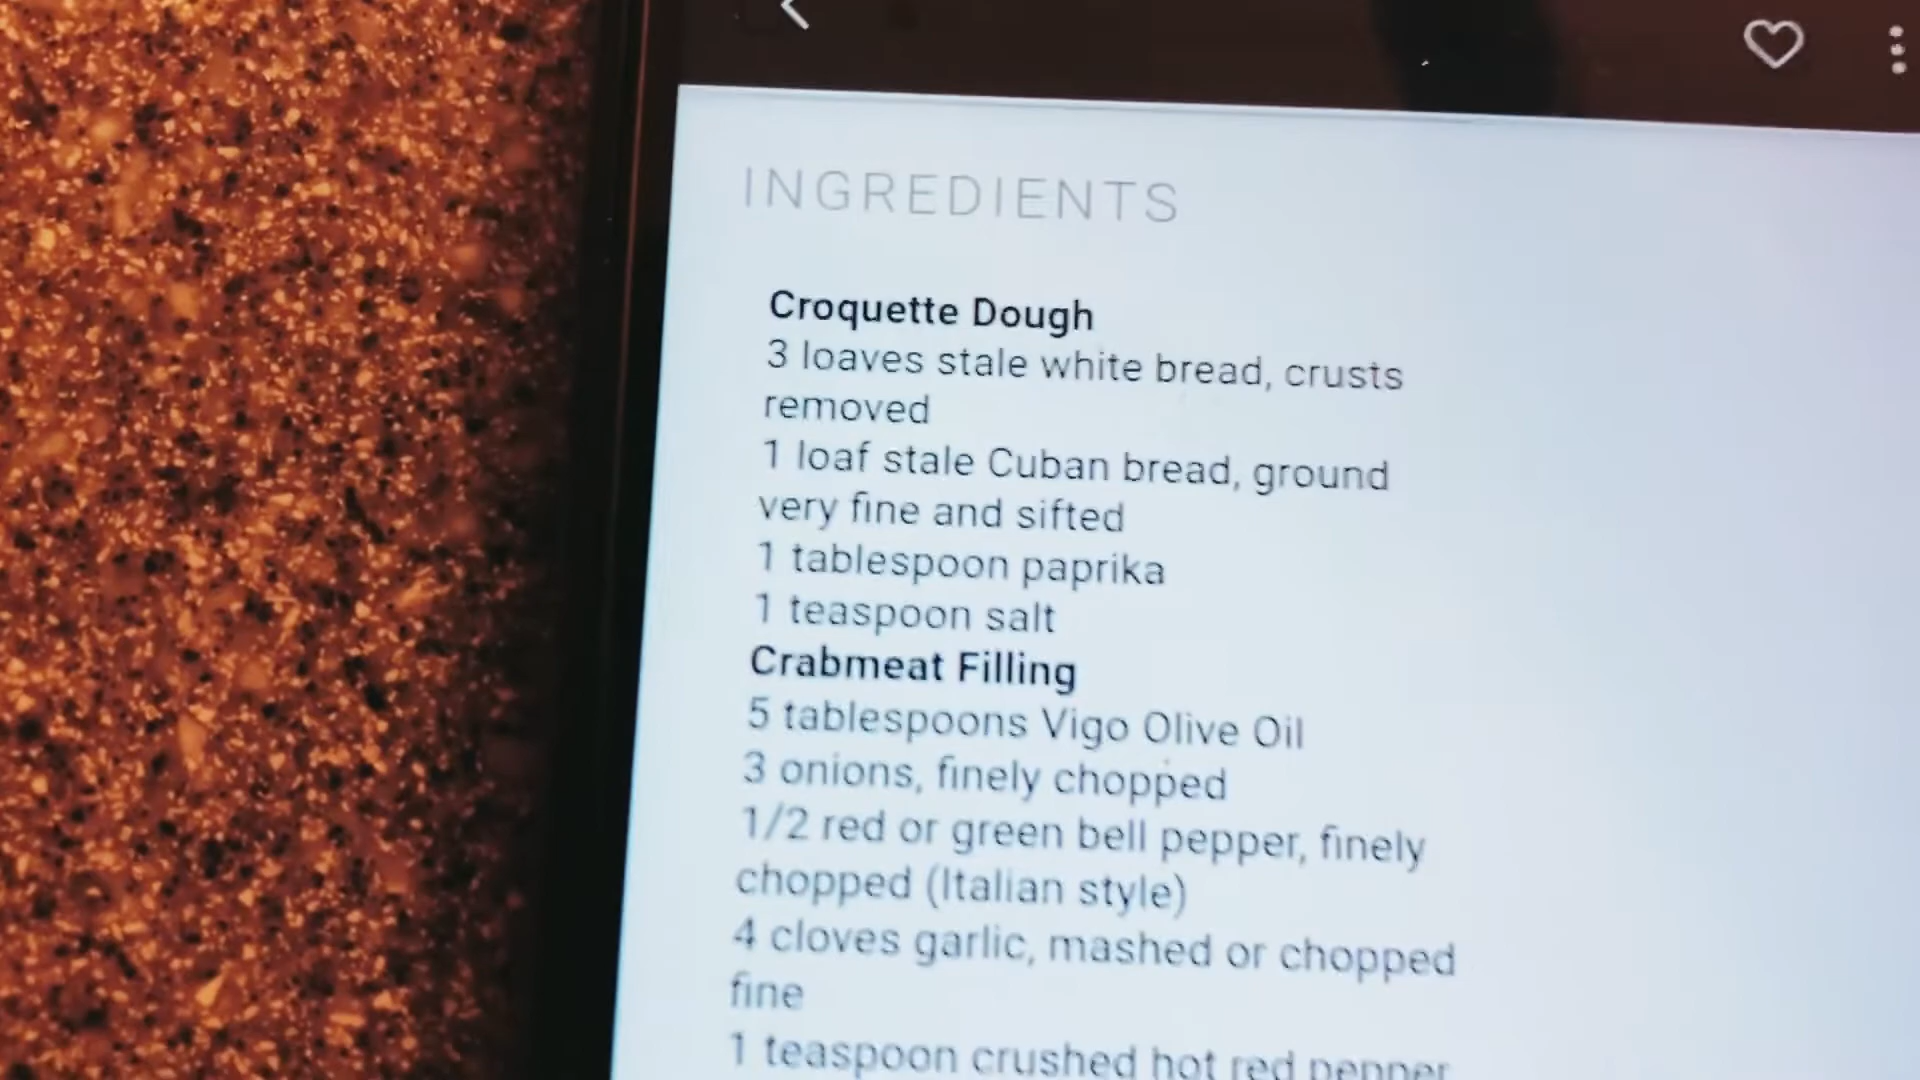 INGREDIENTS
Croquette Dough
3 loaves stale white bread, crusts
removed
1 loaf stale Cuban bread, ground
very fine and sifted
1 tablespoon paprika
1 teaspoon salt
Crabmeat Filling
5 tablespoons Vigo Olive Oil
3 onions, finely chopped
1/2 red or green bell pepper, finely
chopped (Italian style)
4 cloves garlic, mashed or chopped
fine
1 teaspoon crushed hot red pepper